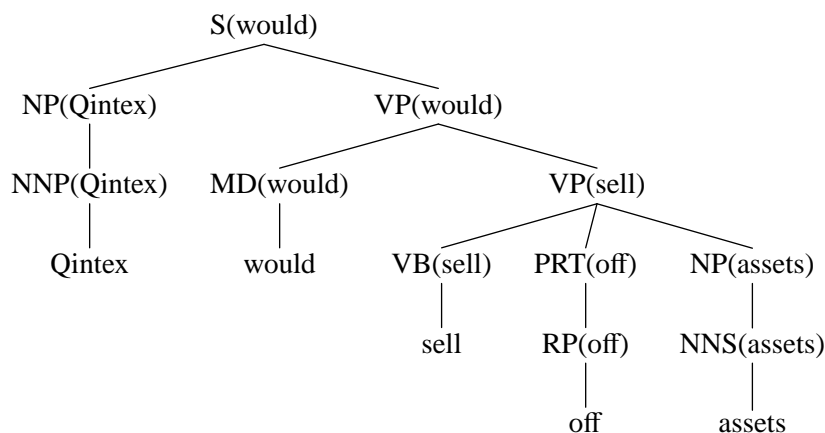 S(would)
NP(Qintex) VP(would)
NNP(Qintex) MD(would) VP(sell)
Qintex would VB(sell) PRT(off) NP(assets)
sell RP(off) NNS(assets)
off assets